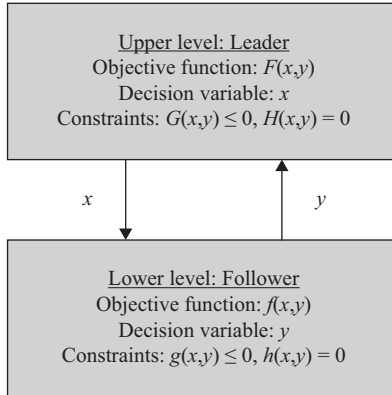 Upper level: Leader
Objective function: F(x,y)
Decision variable: x
Constraints: G(x,y) ≤ 0, H(x,y) = 0
x y
Lower level: Follower
Objective function: f(x,y)
Decision variable: y
Constraints: g(x,y) ≤ 0, h(x,y) = 0